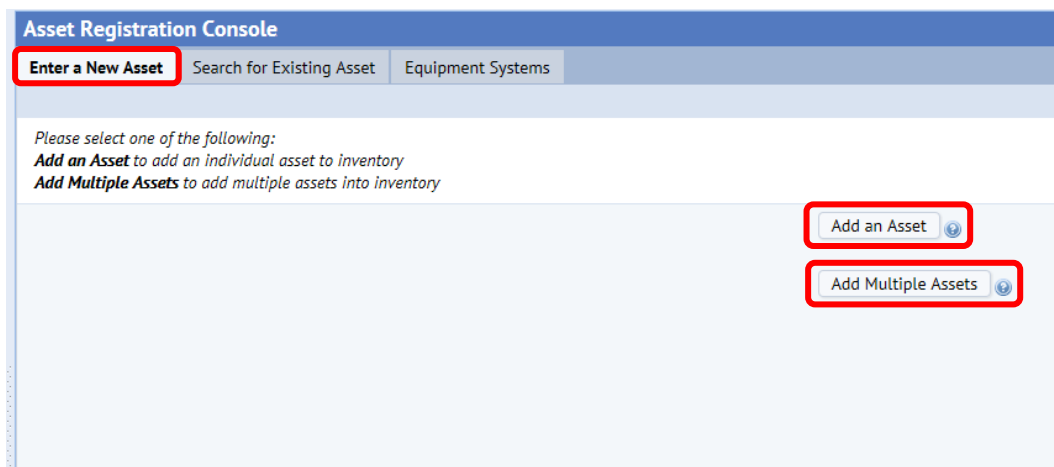 Asset Registration Console
Enter a New Asset Search for Existing Asset Equipment Systems
Please select one of the following:
Add an Asset to add an individual asset to inventory
Add Multiple Assets to add multiple assets into inventory
Add an Asset ?
Add Multiple Assets ?